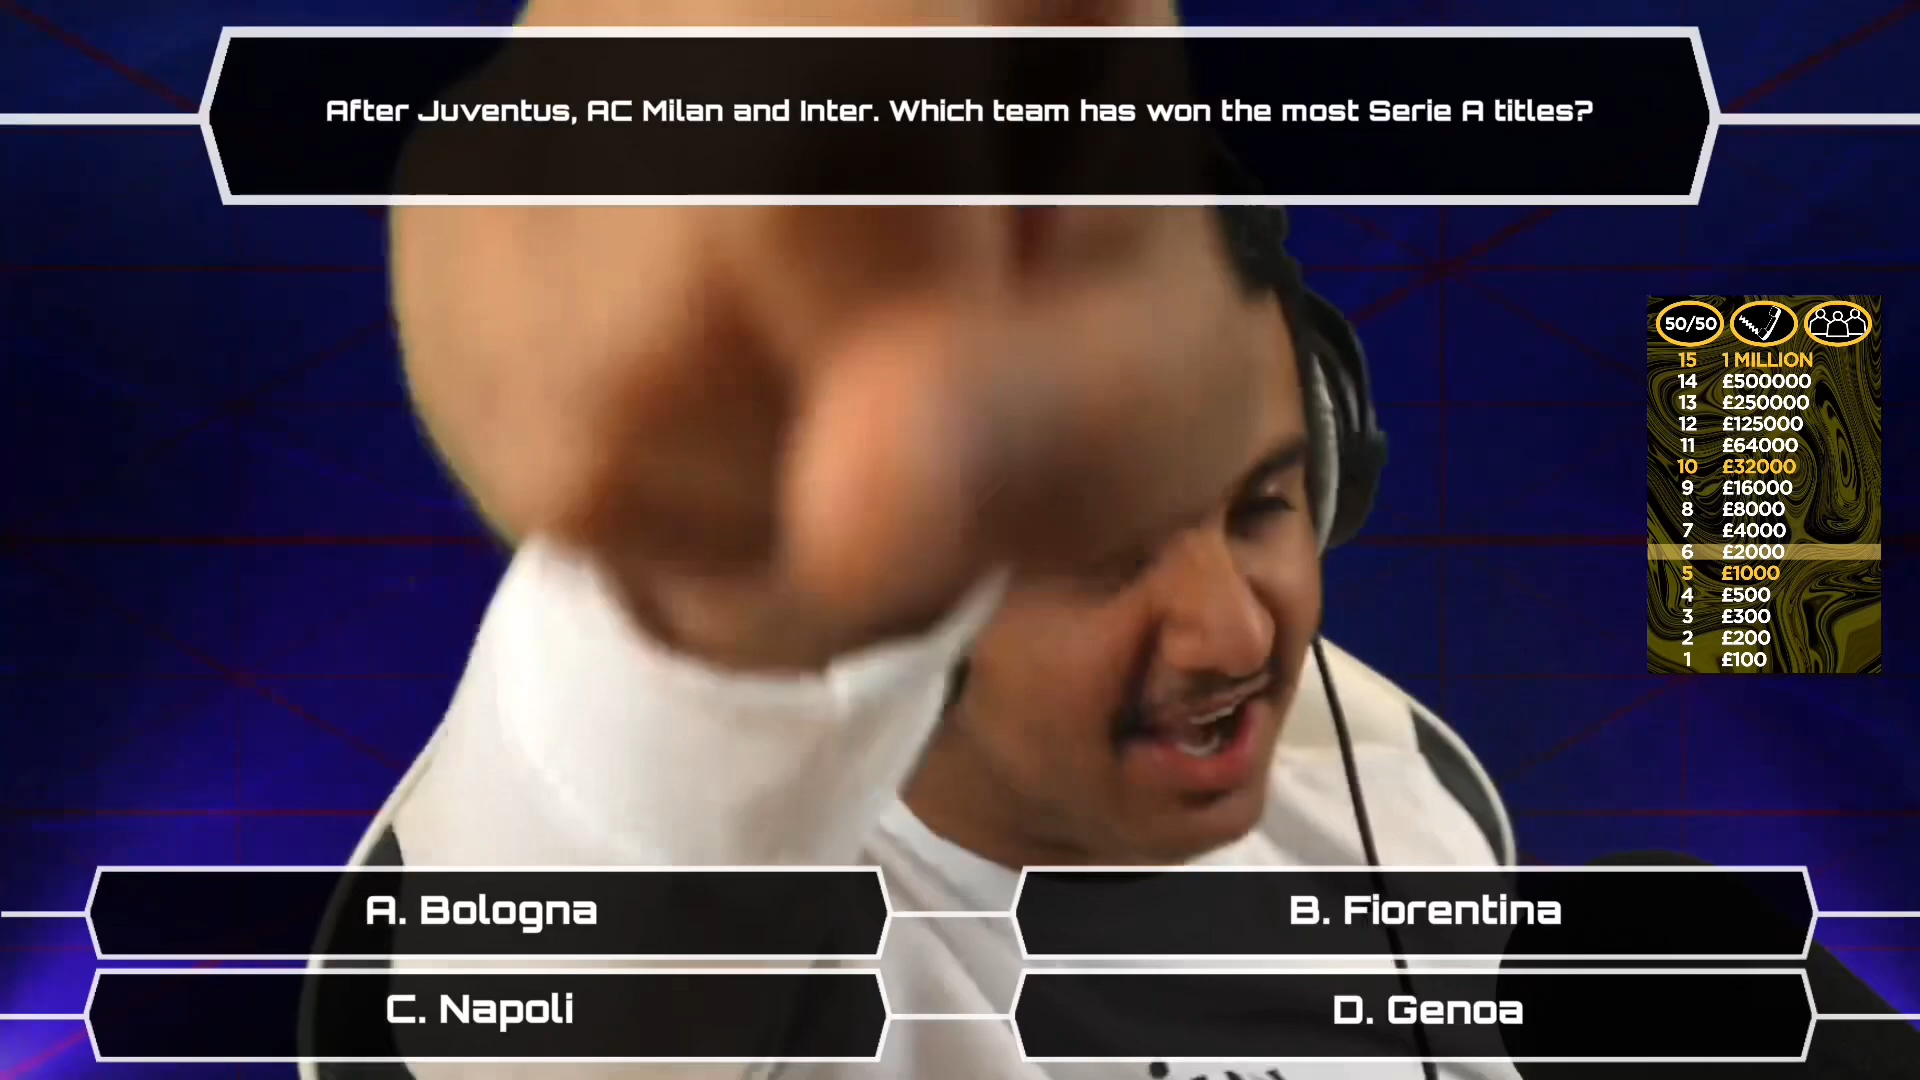 After Juventus, AC Milan and Inter. Which team has won the most Serie A titles?
50/50
15 1 MILLION
14 £500000
13 £250000
12 £125000
11 £64000
10 £32000
9 £16000
8 £8000
7 £4000
6 £2000
5 £1000
4 £500
3 £300
2 £200
1 £100
A. Bologna
B. Fiorentina
C. Napoli
D. Genoa